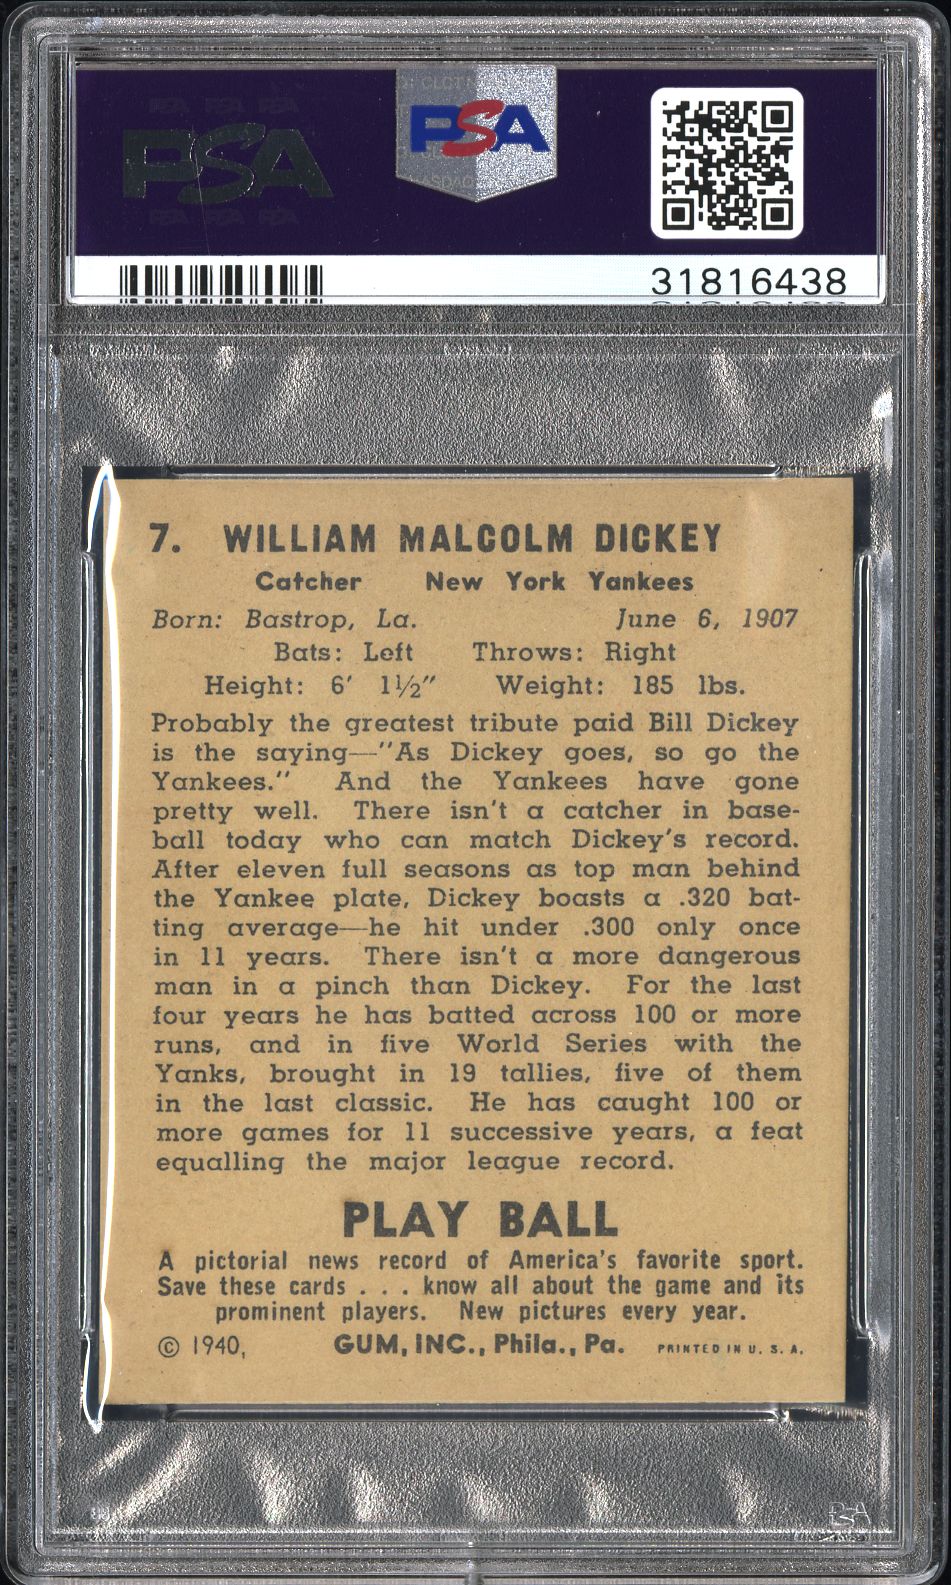 PSA
PSA
31816438
7. WILLIAM MALCOLM DICKEY
Catcher New York Yankees
Born: Bastrop, La. June 6, 1907
Bats: Left Throws: Right
Height: 6' 1½" Weight: 185 lbs.
Probably the greatest tribute paid Bill Dickey
is the saying—"As Dickey goes, so go the
Yankees." And the Yankees have gone
pretty well. There isn't a catcher in base-
ball today who can match Dickey's record.
After eleven full seasons as top man behind
the Yankee plate, Dickey boasts a .320 bat-
ting average—he hit under .300 only once
in 11 years. There isn't a more dangerous
man in a pinch than Dickey. For the last
four years he has batted across 100 or more
runs, and in five World Series with the
Yanks, brought in 19 tallies, five of them
in the last classic. He has caught 100 or
more games for 11 successive years, a feat
equalling the major league record.
PLAY BALL
A pictorial news record of America's favorite sport.
Save these cards . . . know all about the game and its
prominent players. New pictures every year.
© 1940, GUM, INC., Phila., Pa. PRINTED IN U. S. A.
PSA